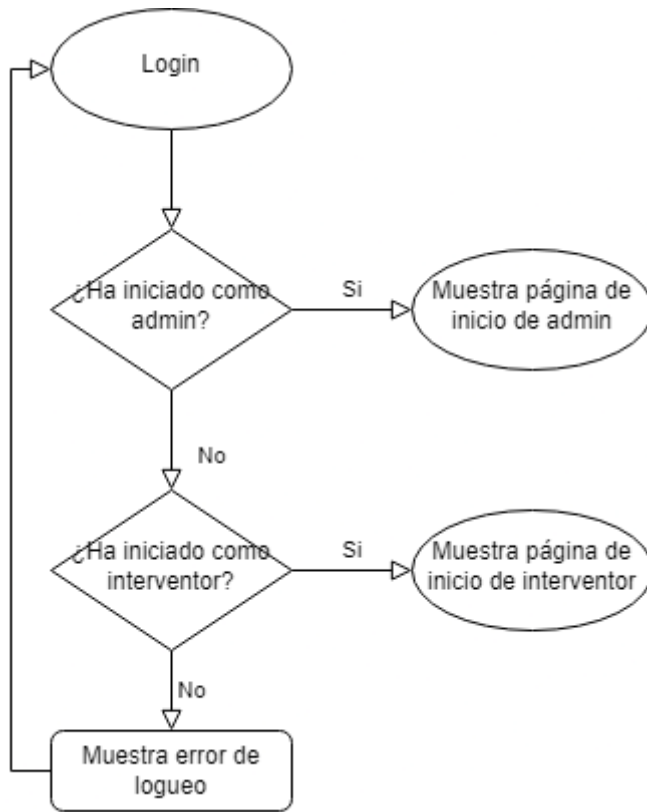 Login
¿Ha iniciado como
admin?
Si
Muestra página de
inicio de admin
No
¿Ha iniciado como
interventor?
Si
Muestra página de
inicio de interventor
No
Muestra error de
logueo